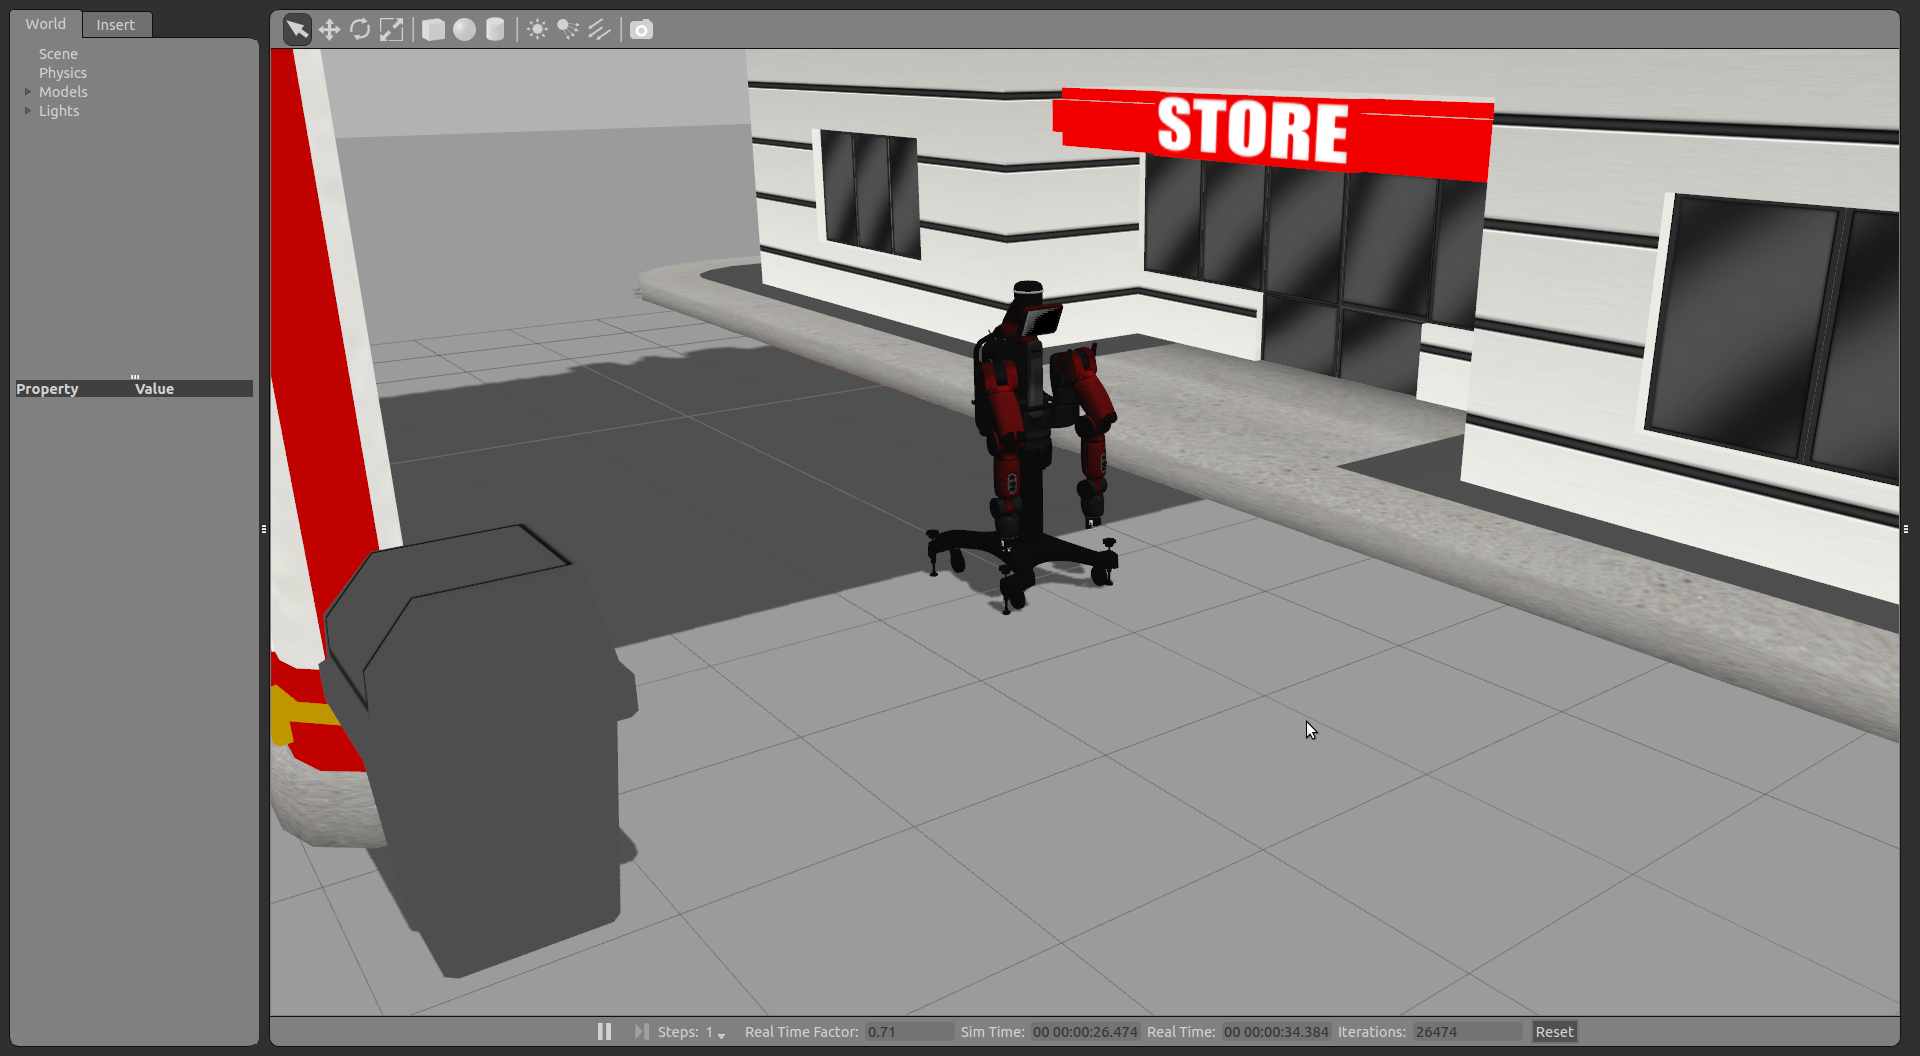 World
Insert
Scene
Physics
Models
Lights
Property Value
STORE
Steps: 1 Real Time Factor: 0.71 Sim Time: 00 00:00:26.474 Real Time: 00 00:00:34.384 Iterations: 26474 Reset